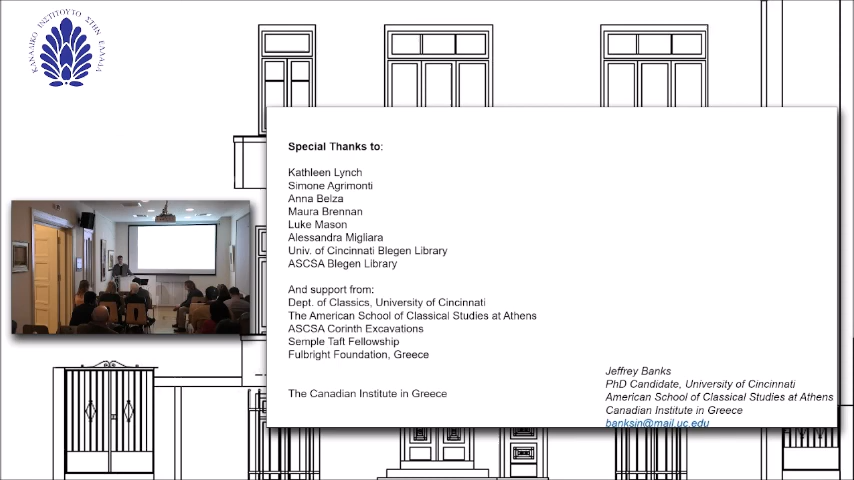 ΚΑΝΑΔΙΚΟ ΙΝΣΤΙΤΟΥΤΟ ΣΤΗΝ ΕΛΛΑΔΑ
Special Thanks to:
Kathleen Lynch
Simone Agrimonti
Anna Belza
Maura Brennan
Luke Mason
Alessandra Migliara
Univ. of Cincinnati Blegen Library
ASCSA Blegen Library
And support from:
Dept. of Classics, University of Cincinnati
The American School of Classical Studies at Athens
ASCSA Corinth Excavations
Semple Taft Fellowship
Fulbright Foundation, Greece
The Canadian Institute in Greece
Jeffrey Banks
PhD Candidate, University of Cincinnati
American School of Classical Studies at Athens
Canadian Institute in Greece
banksjn@mail.uc.edu